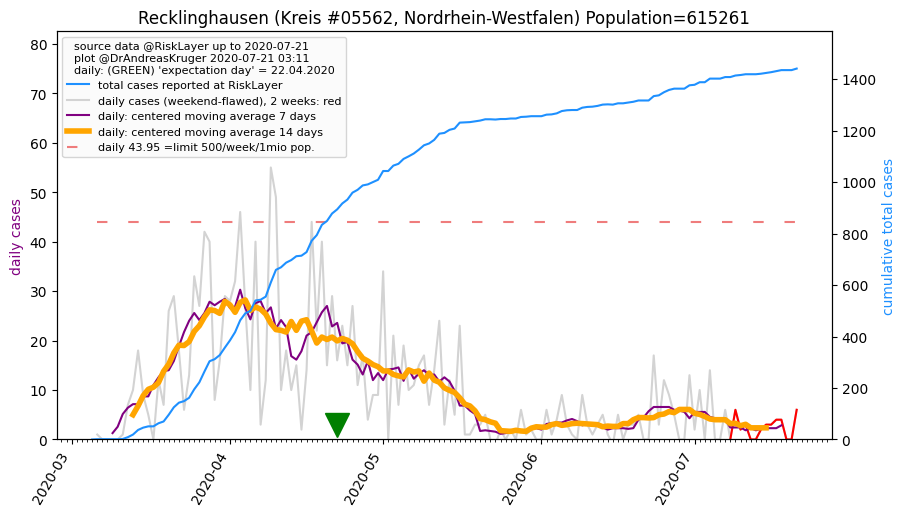 Recklinghausen (Kreis #05562, Nordrhein-Westfalen) Population=615261
source data @RiskLayer up to 2020-07-21
plot @DrAndreasKruger 2020-07-21 03:11
daily: (GREEN) 'expectation day' = 22.04.2020
total cases reported at RiskLayer
daily cases (weekend-flawed), 2 weeks: red
daily: centered moving average 7 days
daily: centered moving average 14 days
daily 43.95 =limit 500/week/1mio pop.
daily cases
80
70
60
50
40
30
20
10
0
cumulative total cases
1400
1200
1000
800
600
400
200
0
2020-03
2020-04
2020-05
2020-06
2020-07